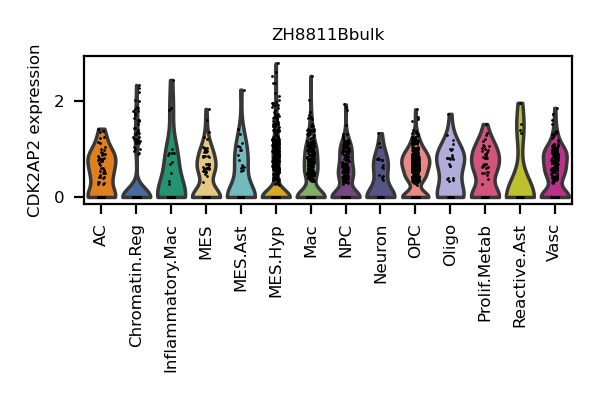 ZH8811Bbulk
CDK2AP2 expression
2
0
AC
Chromatin.Reg
Inflammatory.Mac
MES
MES.Ast
MES.Hyp
Mac
NPC
Neuron
OPC
Oligo
Prolif.Metab
Reactive.Ast
Vasc